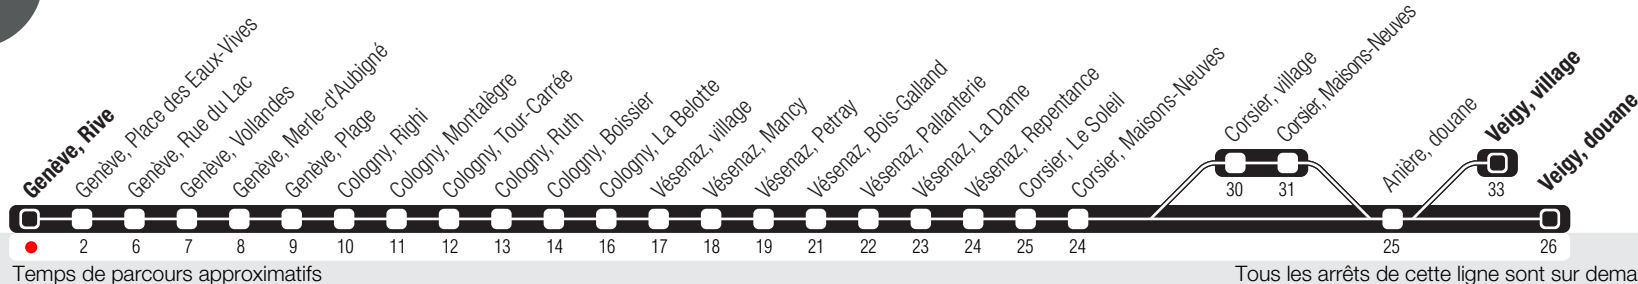 Genève, Rive
Genève, Place des Eaux-Vives
Genève, Rue du Lac
Genève, Vollandes
Genève, Merle-d'Aubigné
Genève, Plage
Cologny, Righi
Cologny, Montalègre
Cologny, Tour-Carrée
Cologny, Ruth
Cologny, Boissier
Cologny, La Belotte
Vésenaz, village
Vésenaz, Mancy
Vésenaz, Petray
Vésenaz, Bois-Galland
Vésenaz, Pallanterie
Vésenaz, La Dame
Vésenaz, Repentance
Corsier, Le Soleil
Corsier, Maisons-Neuves
Corsier, village
Corsier, Maisons-Neuves
Anière, douane
Veigy, village
Veigy, douane
30 31 33
2 6 7 8 9 10 11 12 13 14 16 17 18 19 21 22 23 24 25 24 25 26
Temps de parcours approximatifs
Tous les arrêts de cette ligne sont sur dema